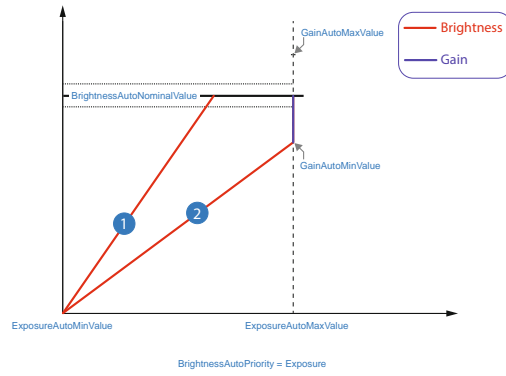 GainAutoMaxValue
Brightness
Gain
BrightnessAutoNominalValue
GainAutoMinValue
1
2
ExposureAutoMinValue
ExposureAutoMaxValue
BrightnessAutoPriority = Exposure